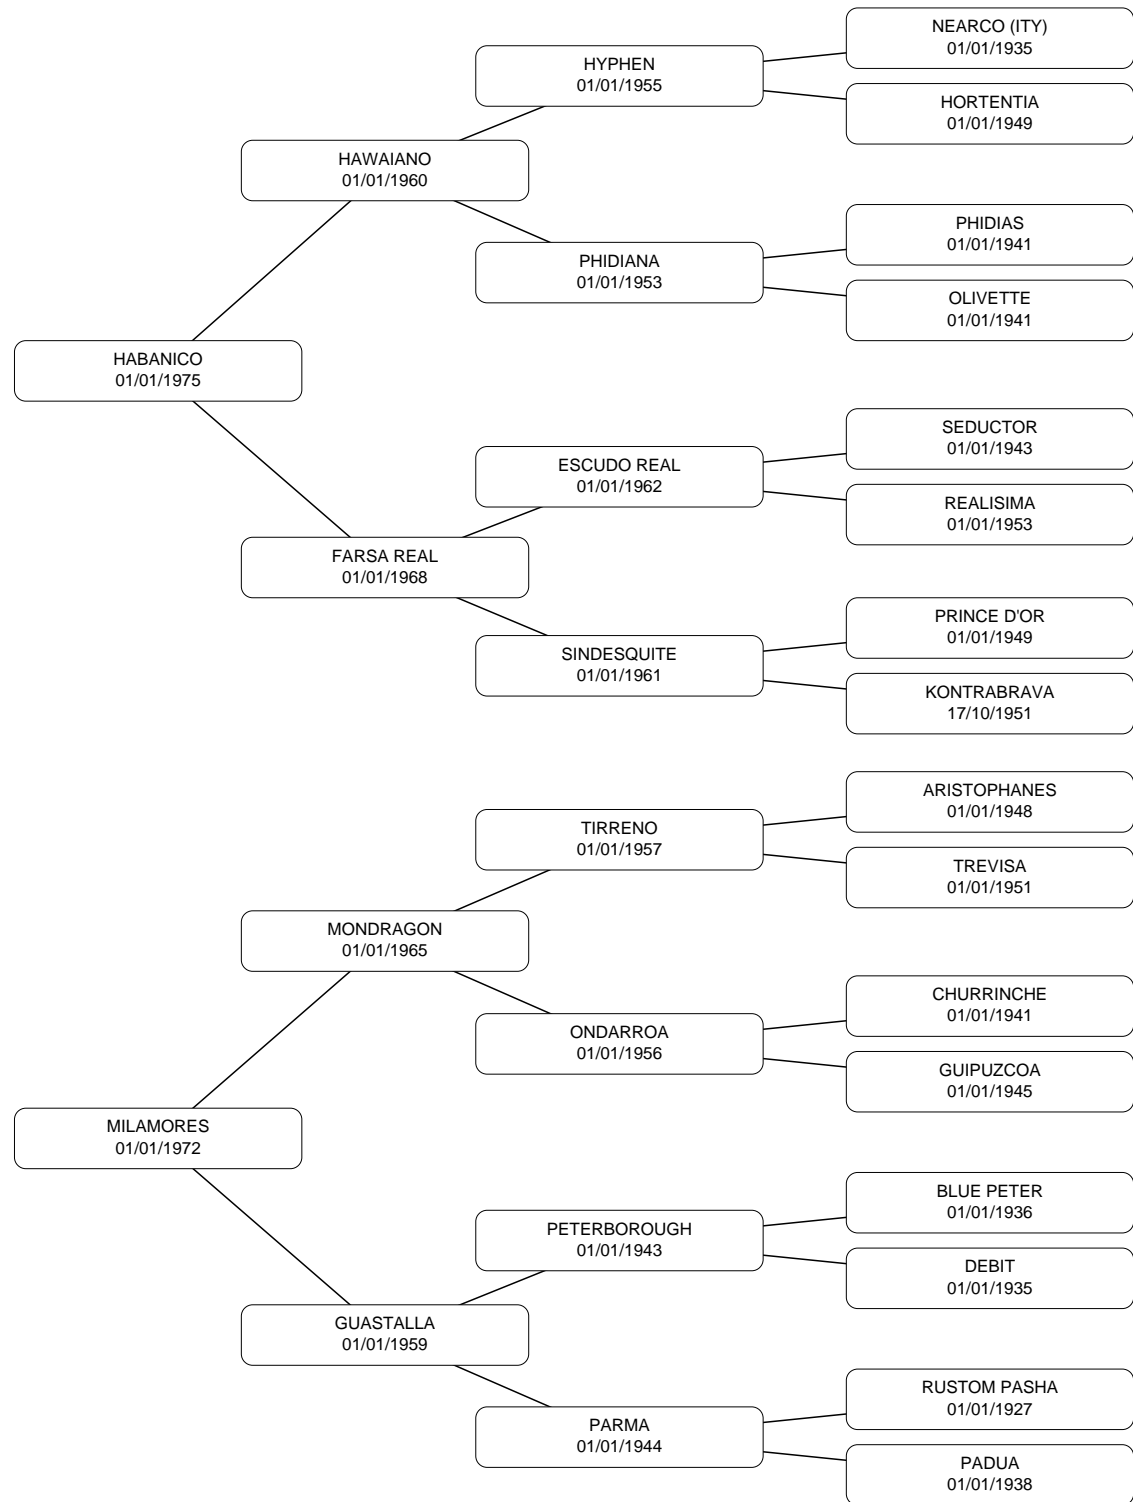 NEARCO (ITY)
01/01/1935
HYPHEN
01/01/1955
HORTENTIA
01/01/1949
HAWAIANO
01/01/1960
PHIDIAS
01/01/1941
PHIDIANA
01/01/1953
OLIVETTE
01/01/1941
HABANICO
01/01/1975
SEDUCTOR
01/01/1943
ESCUDO REAL
01/01/1962
REALISIMA
01/01/1953
FARSA REAL
01/01/1968
PRINCE D'OR
01/01/1949
SINDESQUITE
01/01/1961
KONTRABRAVA
17/10/1951
ARISTOPHANES
01/01/1948
TIRRENO
01/01/1957
TREVISA
01/01/1951
MONDRAGON
01/01/1965
CHURRINCHE
01/01/1941
ONDARROA
01/01/1956
GUIPUZCOA
01/01/1945
MILAMORES
01/01/1972
BLUE PETER
01/01/1936
PETERBOROUGH
01/01/1943
DEBIT
01/01/1935
GUASTALLA
01/01/1959
RUSTOM PASHA
01/01/1927
PARMA
01/01/1944
PADUA
01/01/1938